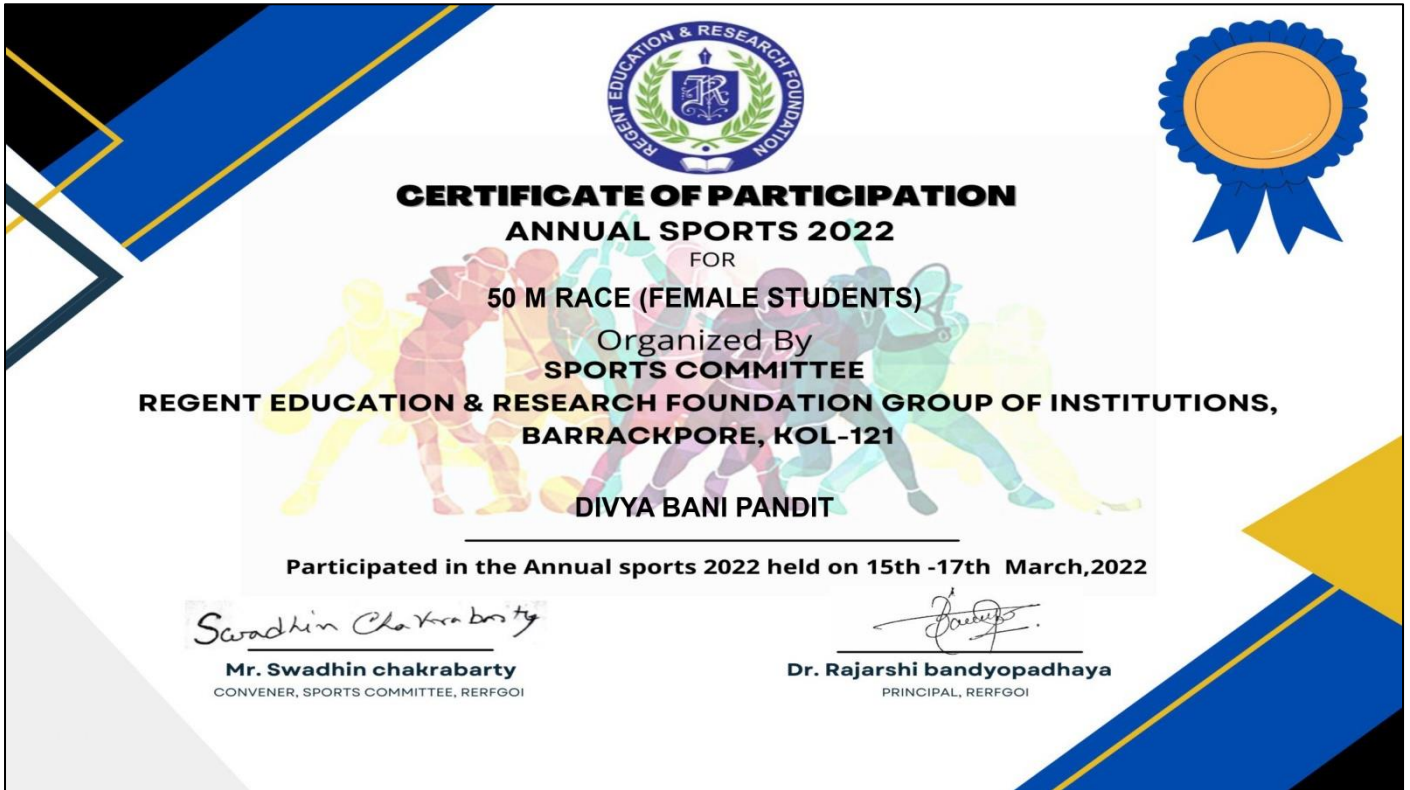 REGENT EDUCATION & RESEARCH FOUNDATION
R
CERTIFICATE OF PARTICIPATION
ANNUAL SPORTS 2022
FOR
50 M RACE (FEMALE STUDENTS)
Organized By
SPORTS COMMITTEE
REGENT EDUCATION & RESEARCH FOUNDATION GROUP OF INSTITUTIONS,
BARRACKPORE, KOL-121
DIVYA BANI PANDIT
Participated in the Annual sports 2022 held on 15th -17th March,2022
Swadhin Chakrabarty
Mr. Swadhin chakrabarty
CONVENER, SPORTS COMMITTEE, RERFGOI
Dr. Rajarshi bandyopadhaya
PRINCIPAL, RERFGOI